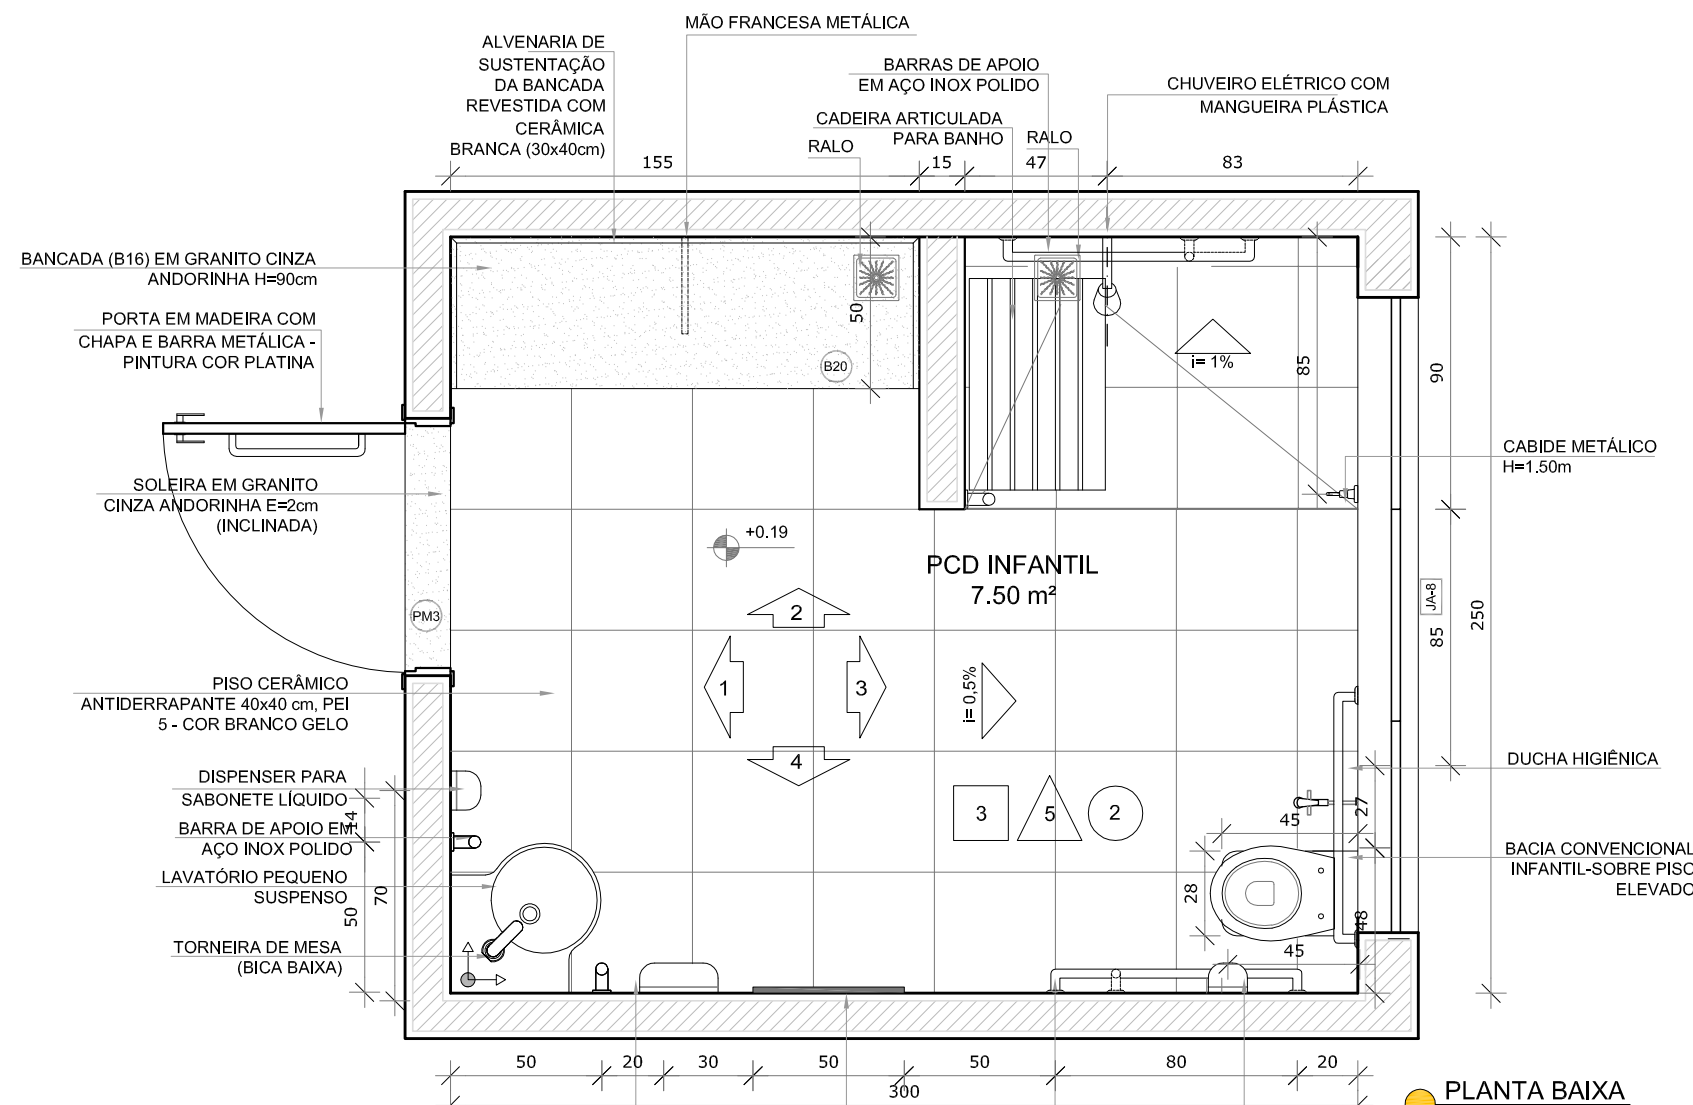 MÃO FRANCESA METÁLICA
ALVENARIA DE
SUSTENTAÇÃO
DA BANCADA
REVESTIDA COM
CERÂMICA
BRANCA (30x40cm)
BARRAS DE APOIO
EM AÇO INOX POLIDO
CHUVEIRO ELÉTRICO COM
MANGUEIRA PLÁSTICA
CADEIRA ARTICULADA
PARA BANHO
RALO
RALO
155
15
47
83
BANCADA (B16) EM GRANITO CINZA
ANDORINHA H=90cm
PORTA EM MADEIRA COM
CHAPA E BARRA METÁLICA -
PINTURA COR PLATINA
50
B20
i= 1%
85
90
CABIDE METÁLICO
H=1.50m
SOLEIRA EM GRANITO
CINZA ANDORINHA E=2cm
(INCLINADA)
+0.19
PCD INFANTIL
7.50 m²
PM3
JA-8
85
250
2
1
3
4
i= 0,5%
PISO CERÂMICO
ANTIDERRAPANTE 40x40 cm, PEI
5 - COR BRANCO GELO
DISPENSER PARA
SABONETE LÍQUIDO
14
BARRA DE APOIO EM
AÇO INOX POLIDO
LAVATÓRIO PEQUENO
SUSPENSO
70
50
TORNEIRA DE MESA
(BICA BAIXA)
3
5
2
DUCHA HIGIÊNICA
27
45
BACIA CONVENCIONAL
INFANTIL-SOBRE PISO
ELEVADO
28
48
45
50
20
30
50
50
80
20
300
PLANTA BAIXA